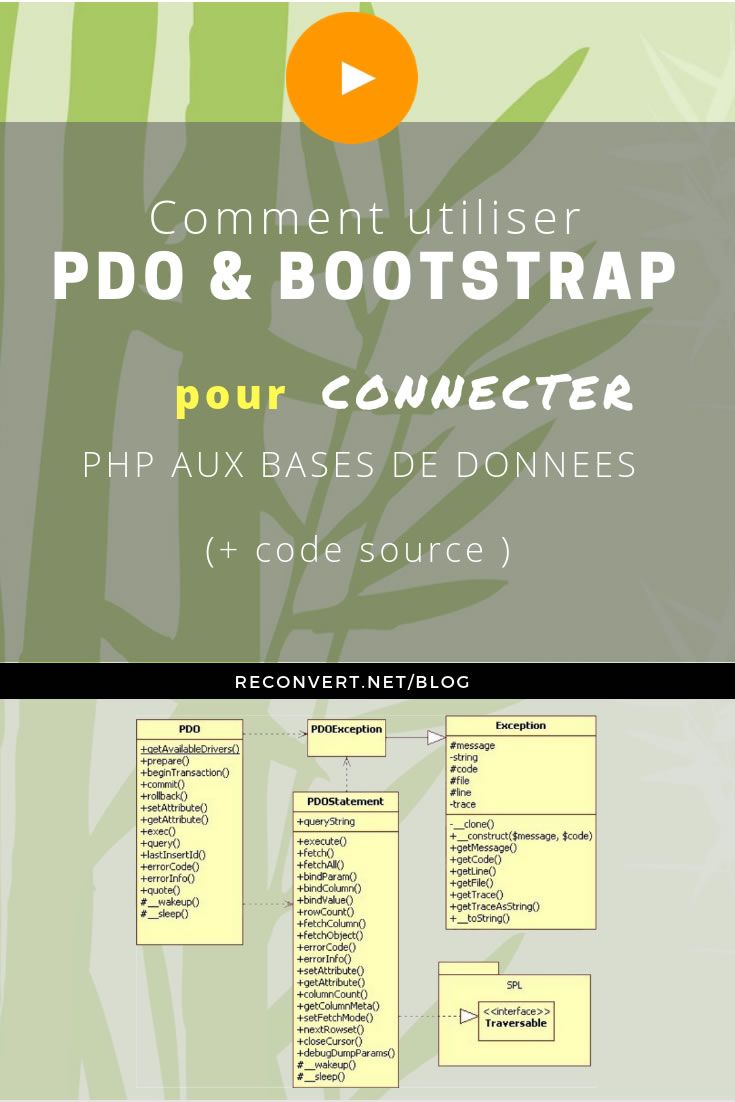 Comment utiliser
PDO & BOOTSTRAP
pour CONNECTER
PHP AUX BASES DE DONNEES
(+ code source )
RECONVERT.NET/BLOG
PDO
+getAvailableDrivers()
+prepare()
+beginTransaction()
+commit()
+rollback()
+setAttribute()
+getAttribute()
+exec()
+query()
+lastInsertId()
+errorCode()
+errorInfo()
+quote()
#__wakeup()
#__sleep()
PDOException
PDOStatement
+queryString
+execute()
+fetch()
+fetchAll()
+bindParam()
+bindColumn()
+bindValue()
+rowCount()
+fetchColumn()
+fetchObject()
+errorCode()
+errorInfo()
+setAttribute()
+getAttribute()
+columnCount()
+getColumnMeta()
+setFetchMode()
+nextRowset()
+closeCursor()
+debugDumpParams()
#__wakeup()
#__sleep()
Exception
#message
-string
#code
#file
#line
-trace
-__clone()
+__construct($message, $code)
+getMessage()
+getCode()
+getLine()
+getFile()
+getTrace()
+getTraceAsString()
+__toString()
SPL
<<interface>>
Traversable